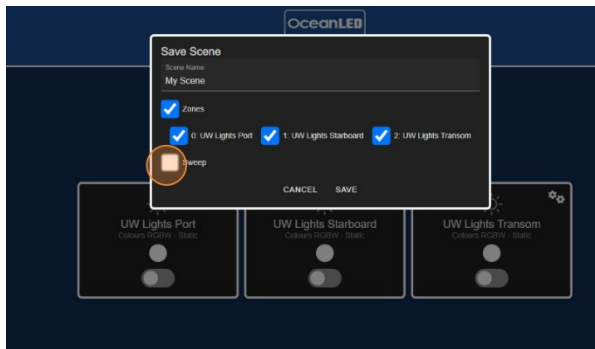 OceanLED
Save Scene
Scene Name
My Scene
Zones
0: UW Lights Port 1: UW Lights Starboard 2: UW Lights Transom
Sweep
CANCEL SAVE
UW Lights Port UW Lights Starboard UW Lights Transom
Colours RGBW - Static Colours RGBW - Static Colours RGBW - Static